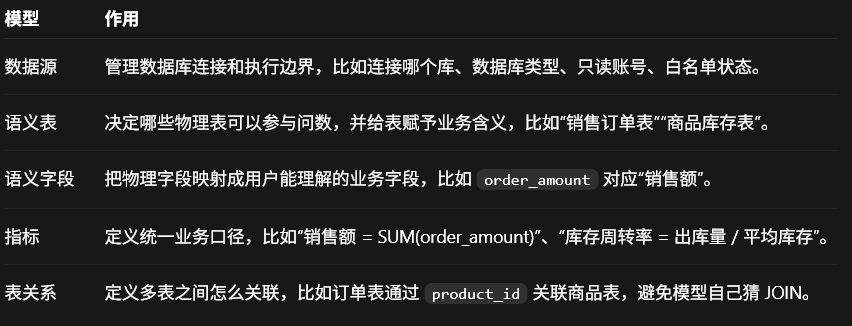 模型 作用
数据源 管理数据库连接和执行边界，比如连接哪个库、数据库类型、只读账号、白名单状态。
语义表 决定哪些物理表可以参与问数，并给表赋予业务含义，比如“销售订单表”“商品库存表”。
语义字段 把物理字段映射成用户能理解的业务字段，比如 order_amount 对应“销售额”。
指标 定义统一业务口径，比如“销售额 = SUM(order_amount)”、“库存周转率 = 出库量 / 平均库存”。
表关系 定义多表之间怎么关联，比如订单表通过 product_id 关联商品表，避免模型自己猜 JOIN。